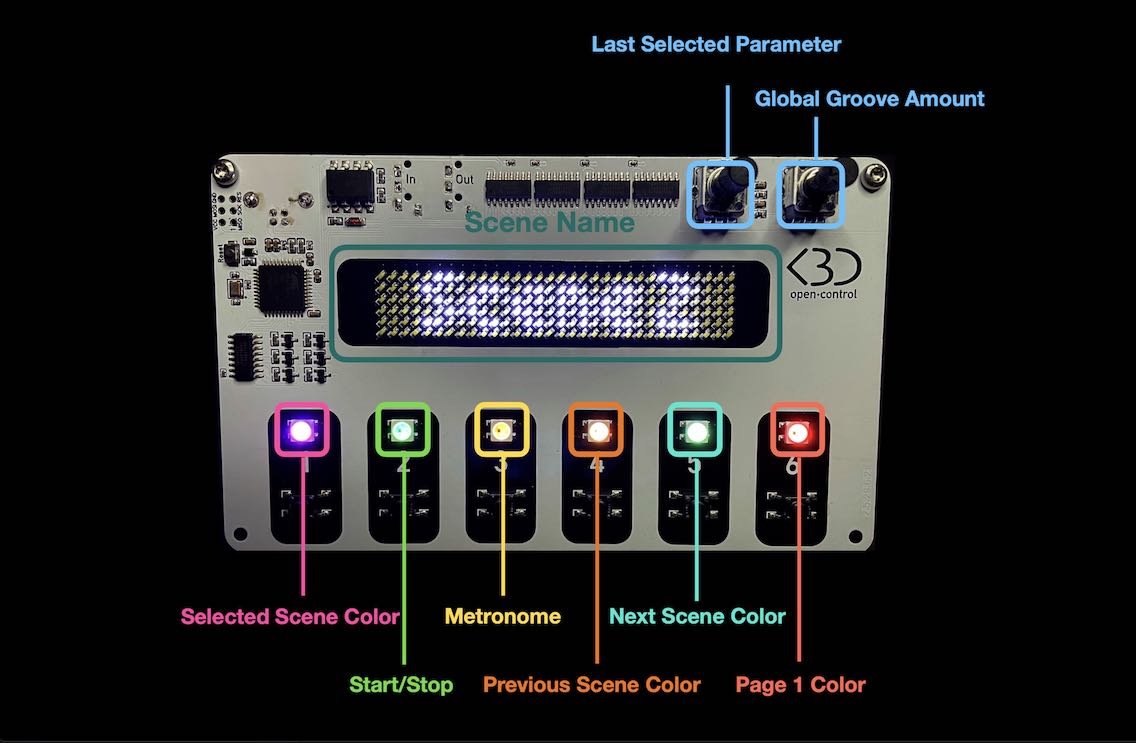 Last Selected Parameter
Global Groove Amount
In
Out
Scene Name
Reset
open-control
1
2
3
4
5
6
Selected Scene Color
Metronome
Next Scene Color
Start/Stop
Previous Scene Color
Page 1 Color